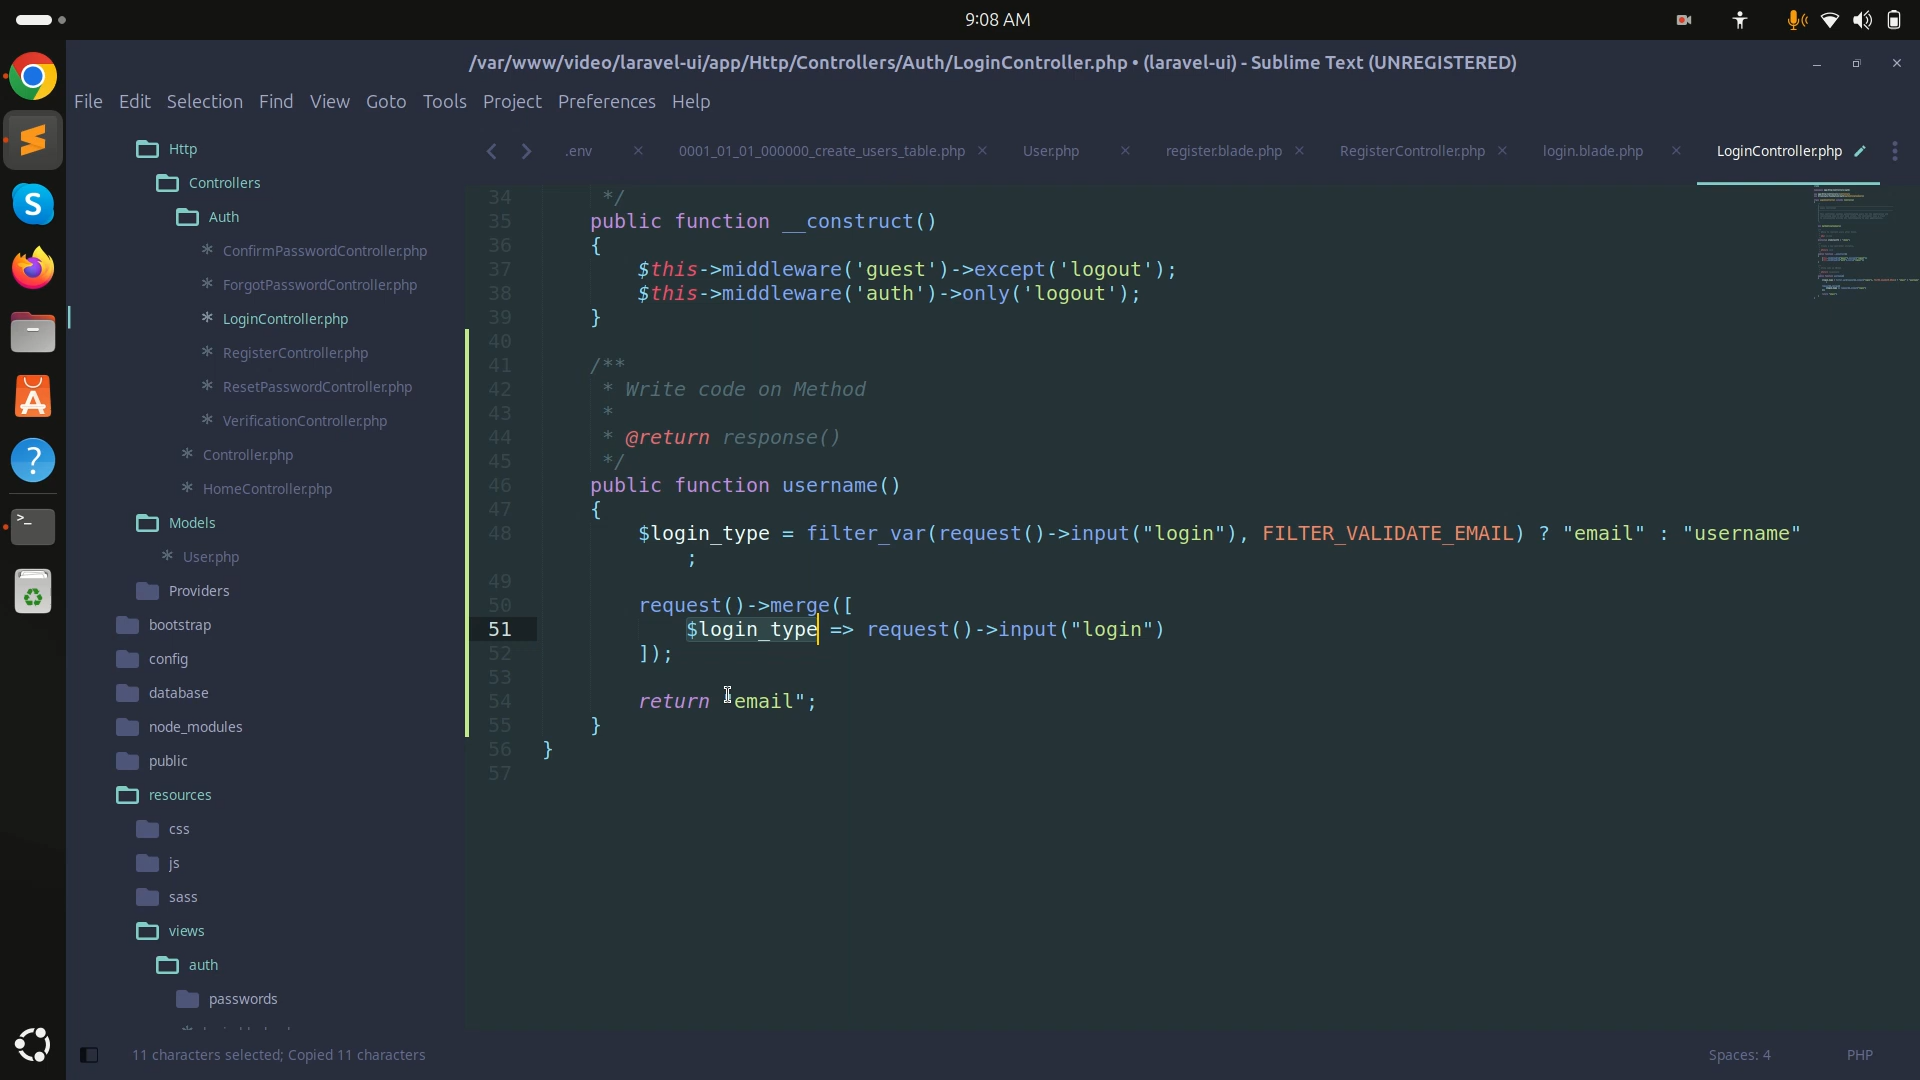 9:08 AM
/var/www/video/laravel-ui/app/Http/Controllers/Auth/LoginController.php • (laravel-ui) - Sublime Text (UNREGISTERED)
File Edit Selection Find View Goto Tools Project Preferences Help
Http
Controllers
Auth
ConfirmPasswordController.php
ForgotPasswordController.php
LoginController.php
RegisterController.php
ResetPasswordController.php
VerificationController.php
Controller.php
HomeController.php
Models
User.php
Providers
bootstrap
config
database
node_modules
public
resources
css
js
sass
views
auth
passwords
.env 0001_01_01_000000_create_users_table.php User.php register.blade.php RegisterController.php login.blade.php LoginController.php
34 */
35 public function __construct()
36 {
37 $this->middleware('guest')->except('logout');
38 $this->middleware('auth')->only('logout');
39 }
40
41 /**
42 * Write code on Method
43 *
44 * @return response()
45 */
46 public function username()
47 {
48 $login_type = filter_var(request()->input("login"), FILTER_VALIDATE_EMAIL) ? "email" : "username"
;
49
50 request()->merge([
51 $login_type => request()->input("login")
52 ]);
53
54 return "email";
55 }
56 }
57
11 characters selected; Copied 11 characters
Spaces: 4 PHP